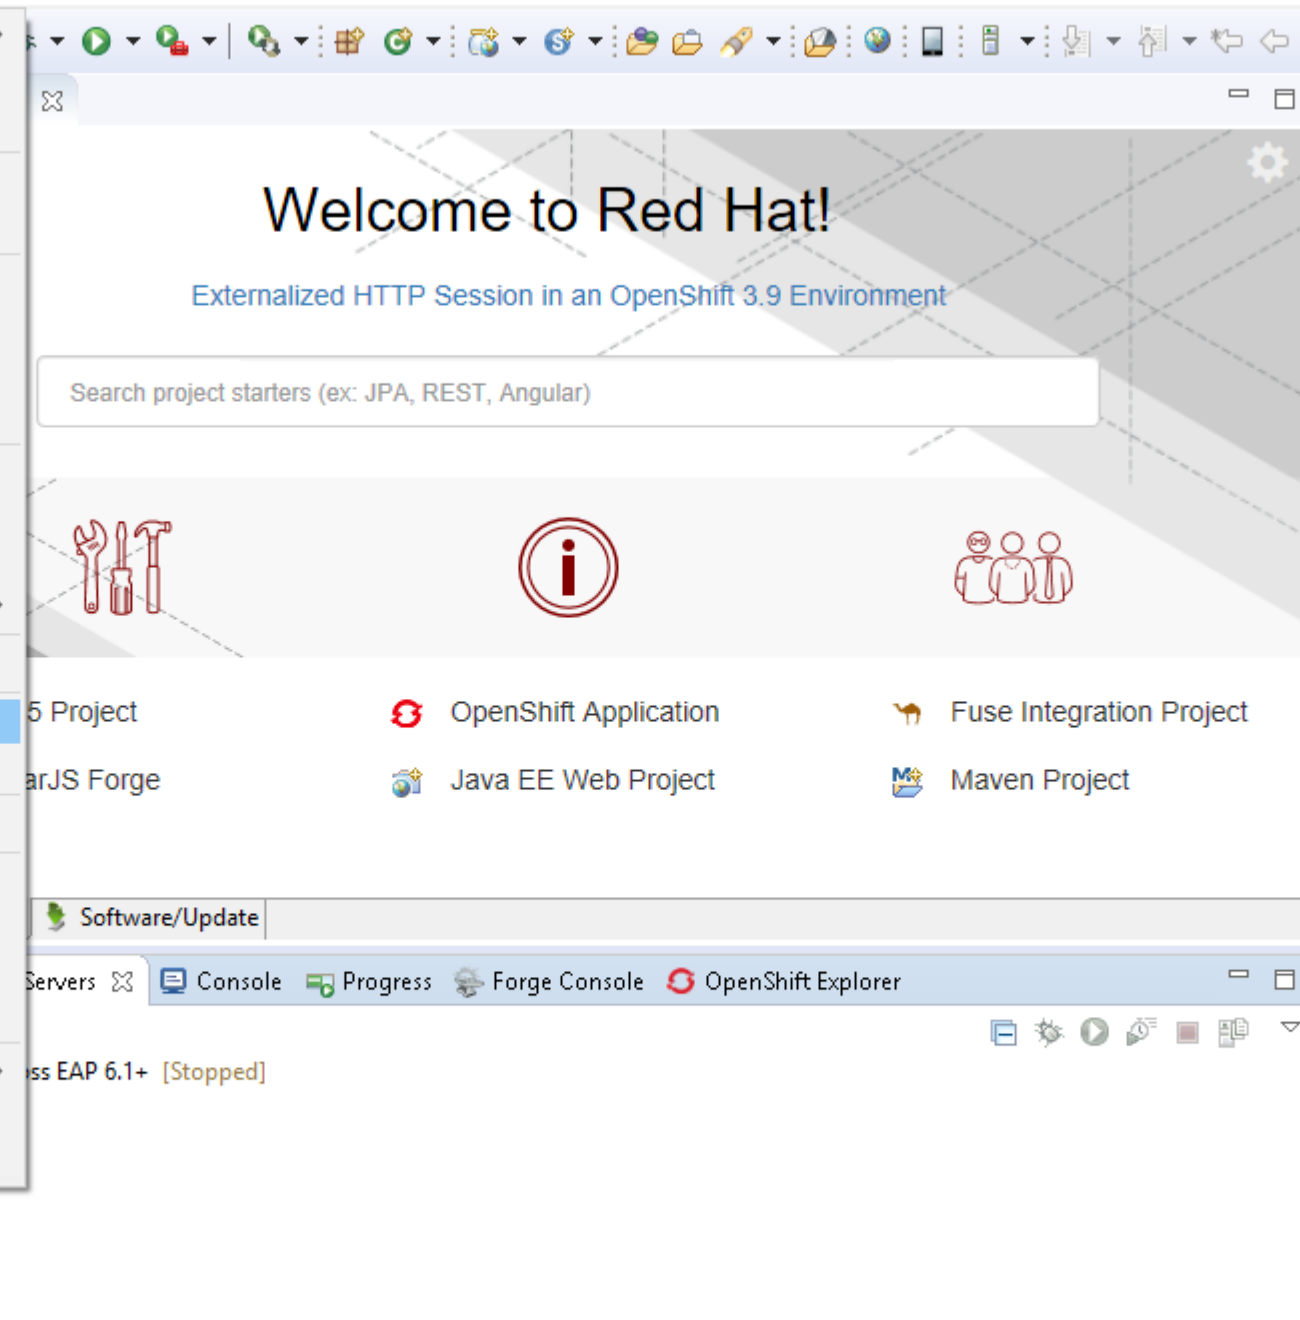 Welcome to Red Hat!
Externalized HTTP Session in an OpenShift 3.9 Environment
Search project starters (ex: JPA, REST, Angular)
5 Project OpenShift Application Fuse Integration Project
arJS Forge Java EE Web Project Maven Project
Software/Update
Servers Console Progress Forge Console OpenShift Explorer
ss EAP 6.1+ [Stopped]